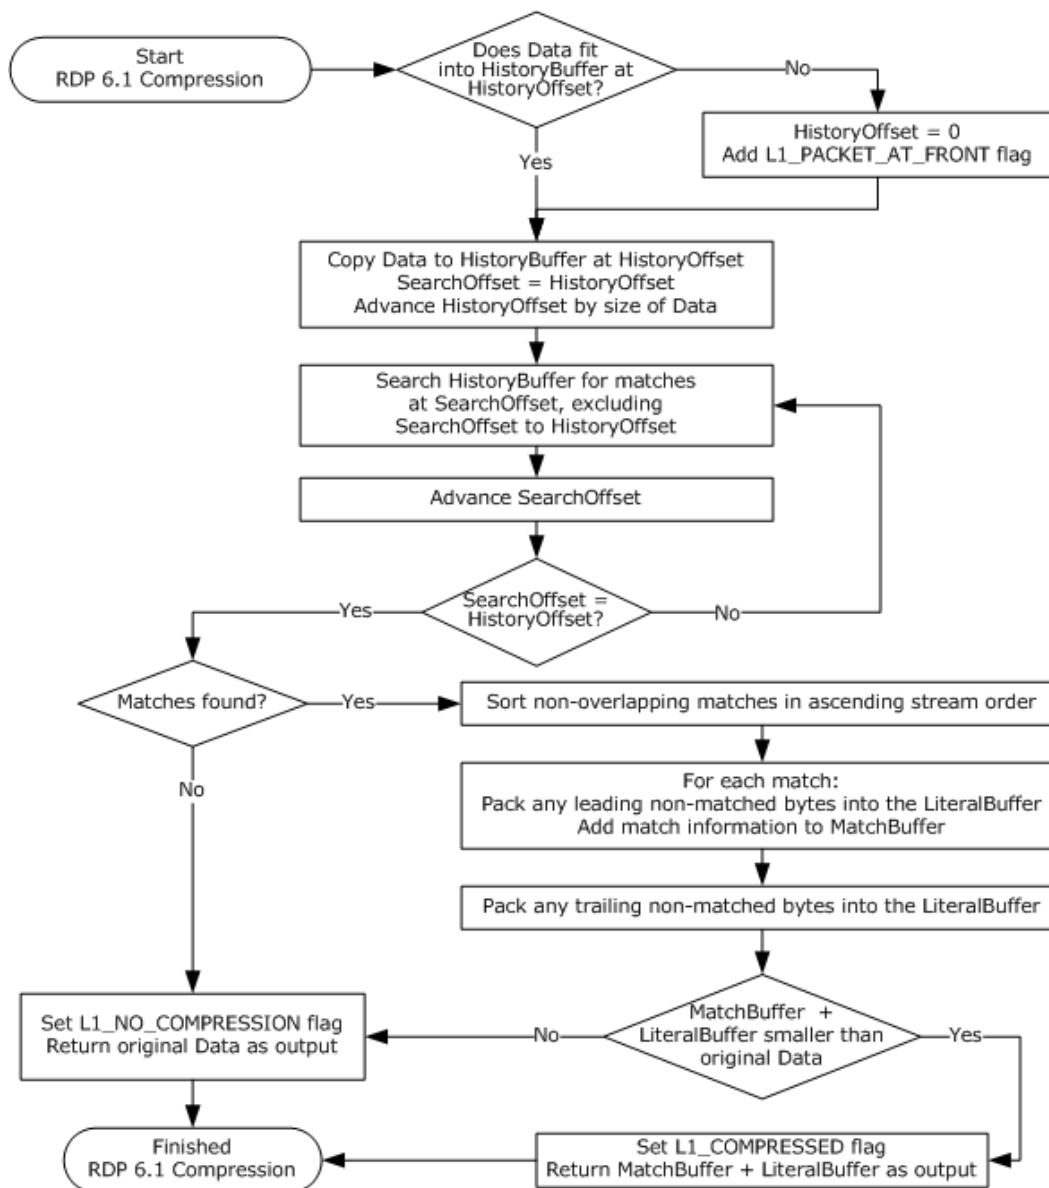 Start
RDP 6.1 Compression
Does Data fit
into HistoryBuffer at
HistoryOffset?
No
HistoryOffset = 0
Add L1_PACKET_AT_FRONT flag
Yes
Copy Data to HistoryBuffer at HistoryOffset
SearchOffset = HistoryOffset
Advance HistoryOffset by size of Data
Search HistoryBuffer for matches
at SearchOffset, excluding
SearchOffset to HistoryOffset
Advance SearchOffset
SearchOffset =
HistoryOffset?
Yes
No
Matches found?
Yes
Sort non-overlapping matches in ascending stream order
No
For each match:
Pack any leading non-matched bytes into the LiteralBuffer
Add match information to MatchBuffer
Pack any trailing non-matched bytes into the LiteralBuffer
MatchBuffer +
LiteralBuffer smaller than
original Data
No
Yes
Set L1_NO_COMPRESSION flag
Return original Data as output
Finished
RDP 6.1 Compression
Set L1_COMPRESSED flag
Return MatchBuffer + LiteralBuffer as output